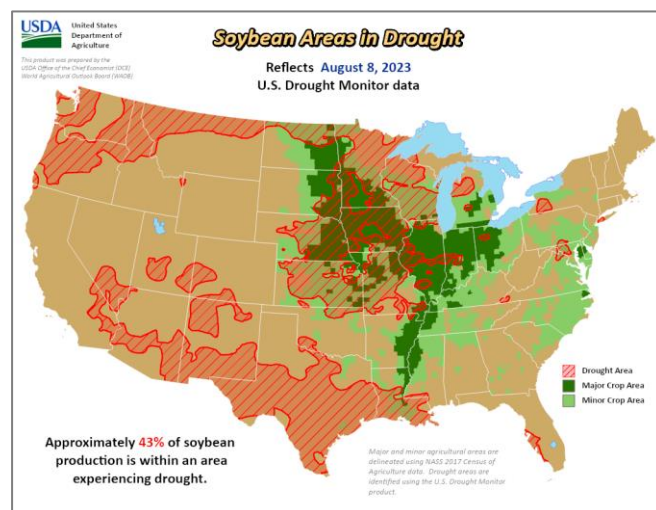 USDA
United States
Department of
Agriculture
This product was prepared by the
USDA Office of the Chief Economist (OCE)
World Agricultural Outlook Board (WAOB)
Soybean Areas in Drought
Reflects August 8, 2023
U.S. Drought Monitor data
Drought Area
Major Crop Area
Minor Crop Area
Approximately 43% of soybean
production is within an area
experiencing drought.
Major and minor agricultural areas are
delineated using NASS 2017 Census of
Agriculture data. Drought areas are
identified using the U.S. Drought Monitor
product.